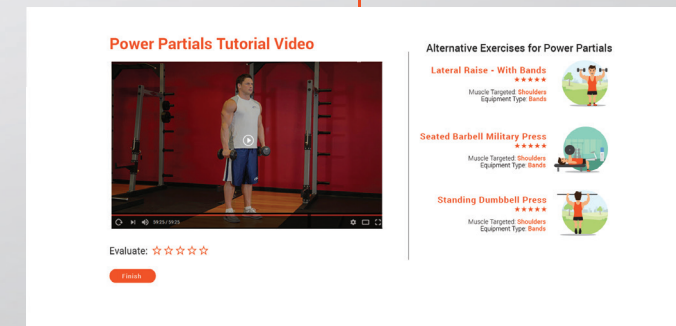 Power Partials Tutorial Video
Evaluate:
Finish
Alternative Exercises for Power Partials
Lateral Raise - With Bands
Muscle Targeted: Shoulders
Equipment Type: Bands
Seated Barbell Military Press
Muscle Targeted: Shoulders
Equipment Type: Bands
Standing Dumbbell Press
Muscle Targeted: Shoulders
Equipment Type: Bands